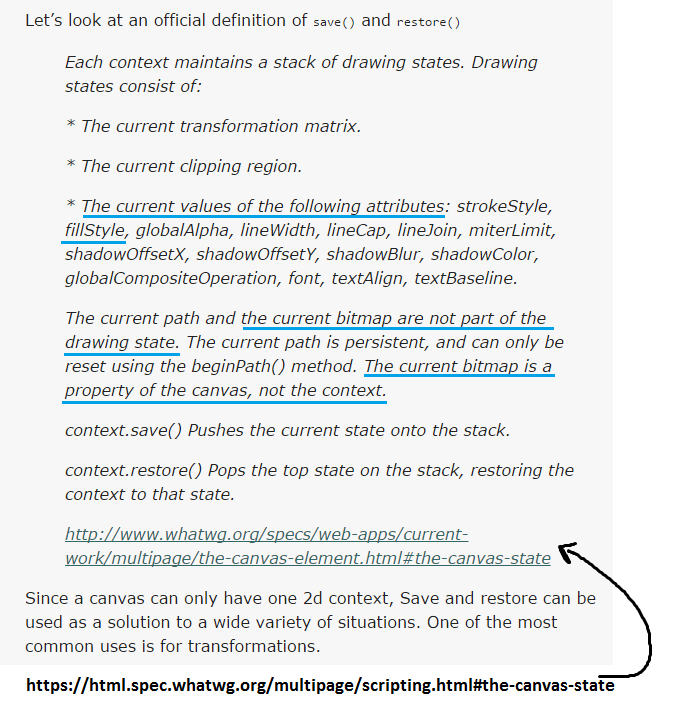 Let’s look at an official definition of save() and restore()
Each context maintains a stack of drawing states. Drawing
states consist of:
* The current transformation matrix.
* The current clipping region.
* The current values of the following attributes: strokeStyle,
fillStyle, globalAlpha, lineWidth, lineCap, lineJoin, miterLimit,
shadowOffsetX, shadowOffsetY, shadowBlur, shadowColor,
globalCompositeOperation, font, textAlign, textBaseline.
The current path and the current bitmap are not part of the
drawing state. The current path is persistent, and can only be
reset using the beginPath() method. The current bitmap is a
property of the canvas, not the context.
context.save() Pushes the current state onto the stack.
context.restore() Pops the top state on the stack, restoring the
context to that state.
http://www.whatwg.org/specs/web-apps/current-
work/multipage/the-canvas-element.html#the-canvas-state
Since a canvas can only have one 2d context, Save and restore can be
used as a solution to a wide variety of situations. One of the most
common uses is for transformations.
https://html.spec.whatwg.org/multipage/scripting.html#the-canvas-state